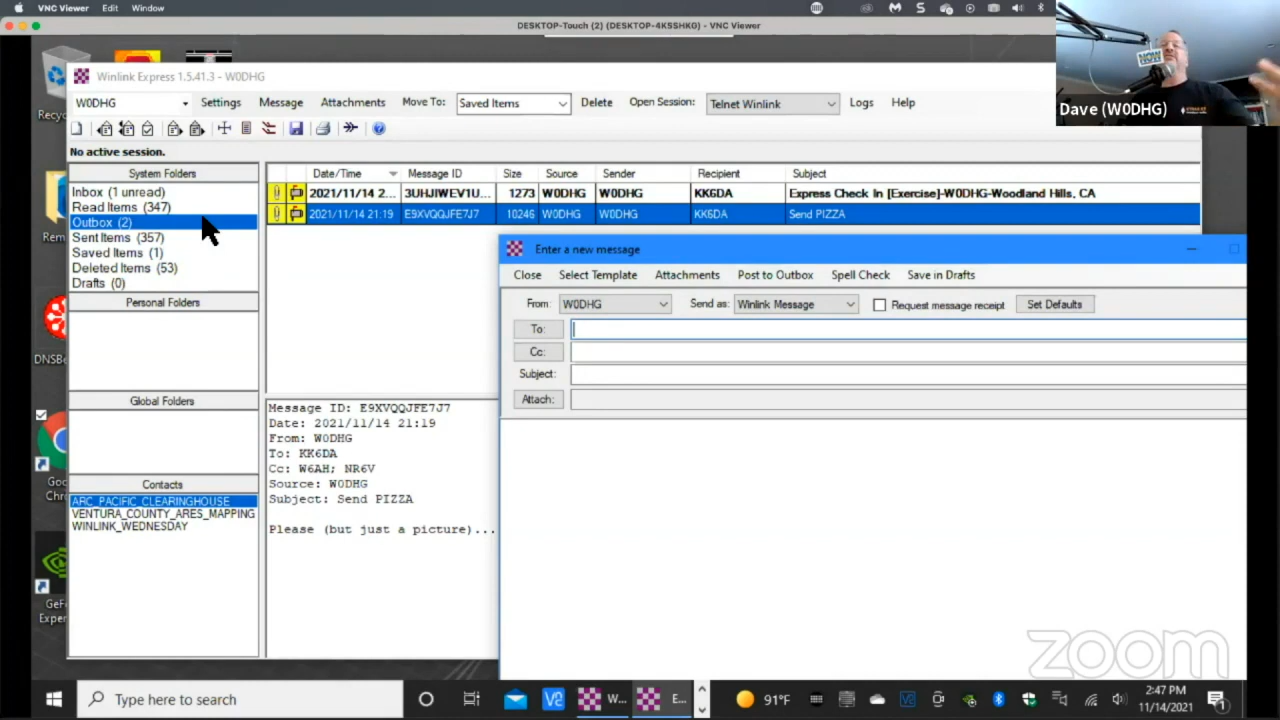 VNC Viewer Edit Window
DESKTOP-Touch (2) (DESKTOP-4KSSHK0) - VNC Viewer
Dave (W0DHG)
Winlink Express 1.5.41.3 - W0DHG
W0DHG Settings Message Attachments Move To: Saved Items Delete Open Session: Telnet Winlink Logs Help
No active session.
System Folders
Inbox (1 unread)
Read Items (347)
Outbox (2)
Sent Items (357)
Saved Items (1)
Deleted Items (53)
Drafts (0)
Personal Folders
Global Folders
Contacts
ARC_PACIFIC_CLEARINGHOUSE
VENTURA_COUNTY_ARES_MAPPING
WINLINK_WEDNESDAY
Date/Time Message ID Size Source Sender Recipient Subject
2021/11/14 2... 3UHJIWEV1U... 1273 W0DHG W0DHG KK6DA Express Check In [Exercise]-W0DHG-Woodland Hills, CA
2021/11/14 21:19 E9XVQQJFE7J7 10246 W0DHG W0DHG KK6DA Send PIZZA
Message ID: E9XVQQJFE7J7
Date: 2021/11/14 21:19
From: W0DHG
To: KK6DA
Cc: W6AH; NR6V
Source: W0DHG
Subject: Send PIZZA
Please (but just a picture)...
Enter a new message
Close Select Template Attachments Post to Outbox Spell Check Save in Drafts
From: W0DHG Send as: Winlink Message Request message receipt Set Defaults
To:
Cc:
Subject:
Attach:
Recyc
Rem
DNSBe
Goo
Chro
GeFo
Exper
zoom
Type here to search
W...
E...
91°F
2:47 PM
11/14/2021